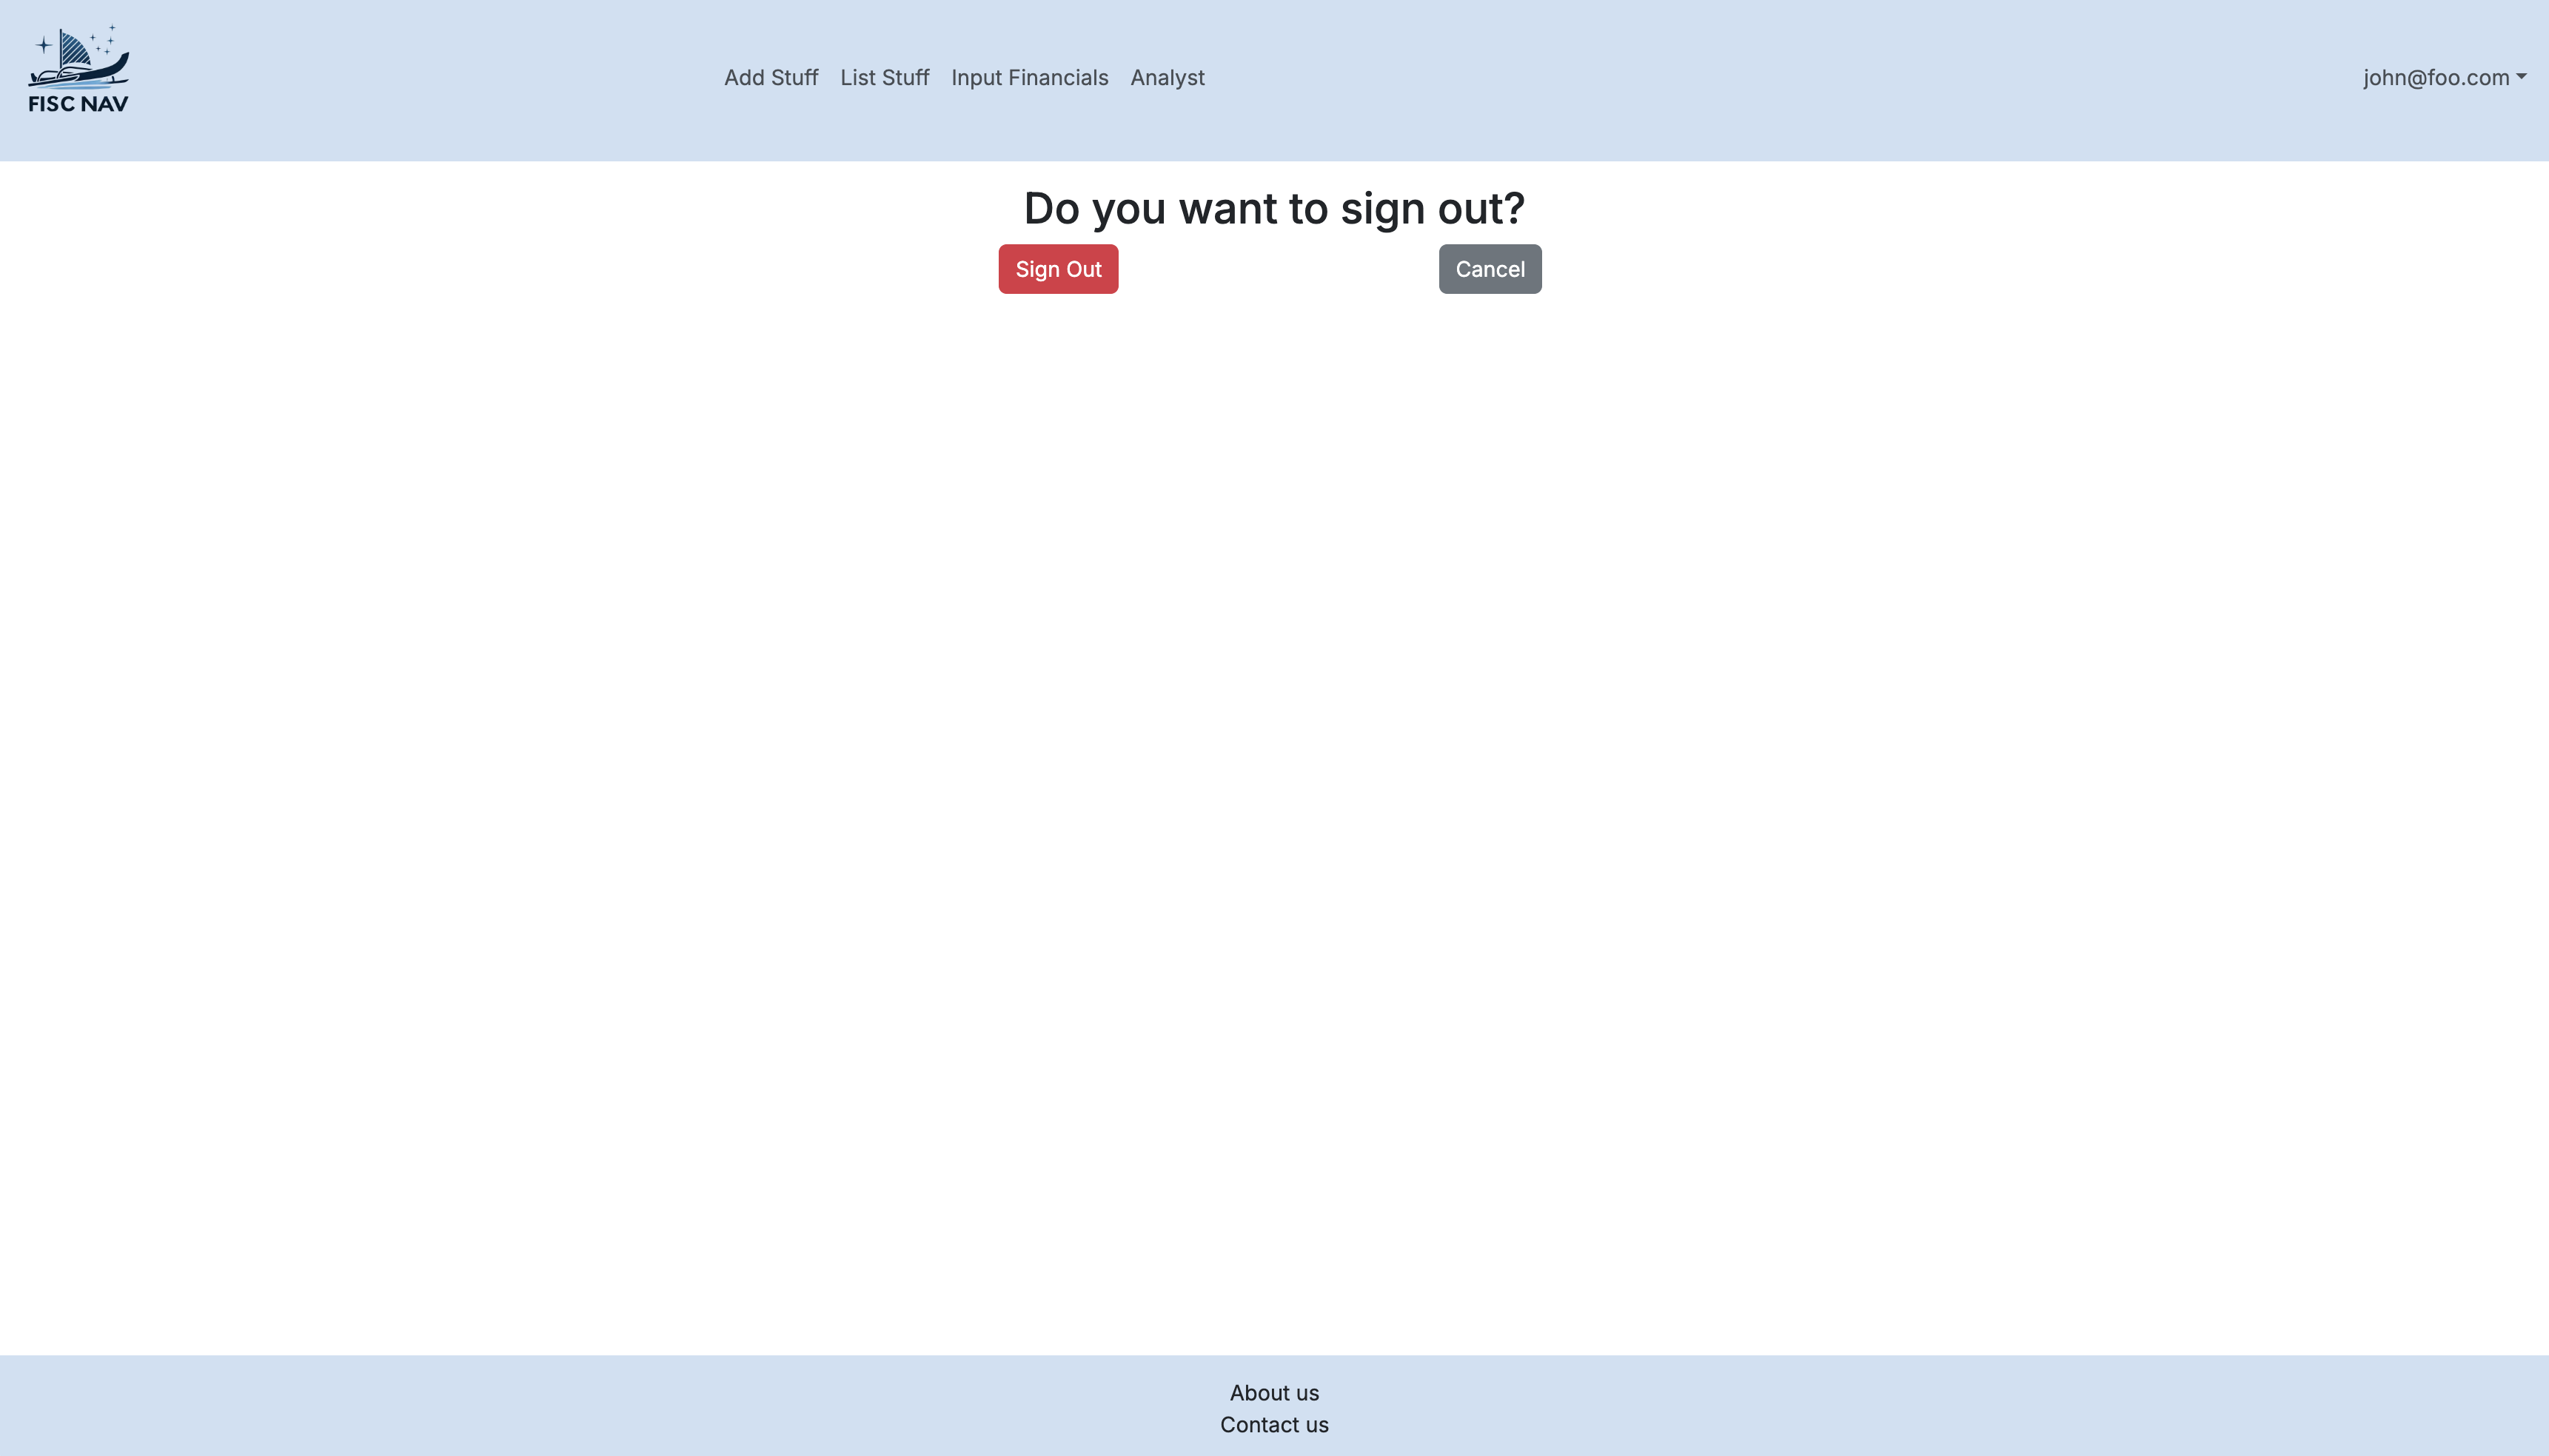 FISC NAV
Add Stuff List Stuff Input Financials Analyst
john@foo.com
Do you want to sign out?
Sign Out Cancel
About us
Contact us